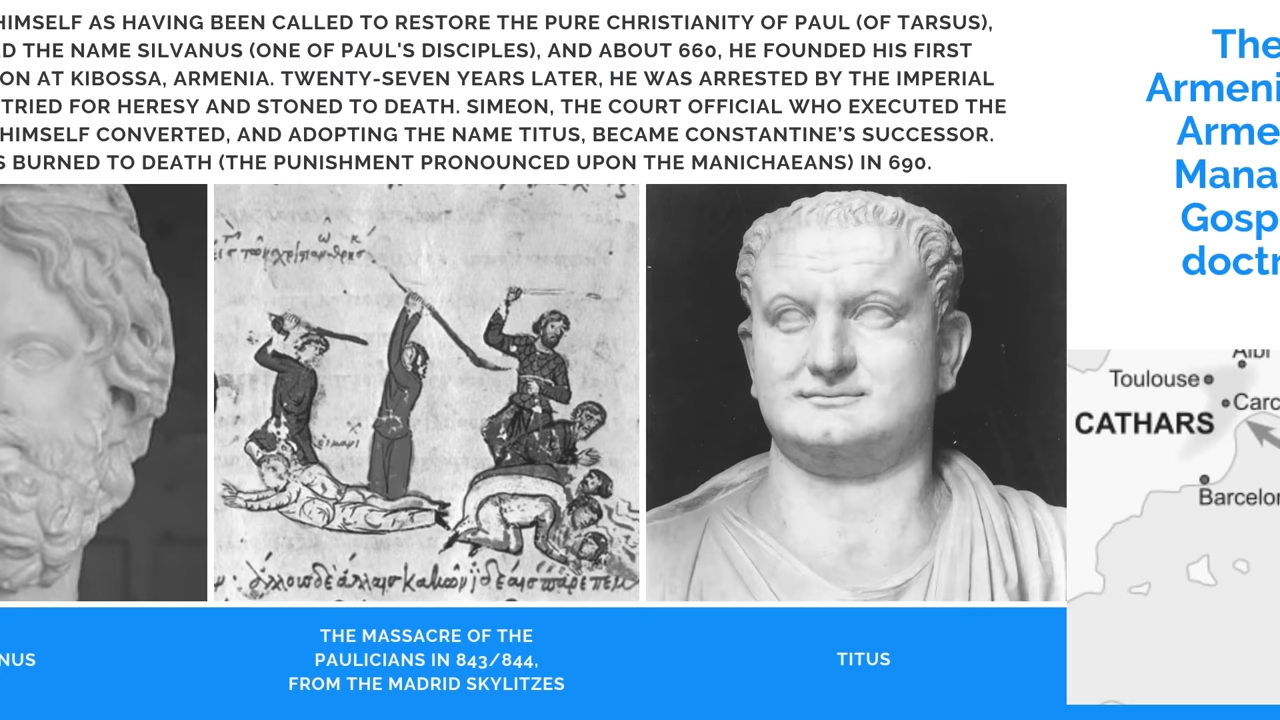 HIMSELF AS HAVING BEEN CALLED TO RESTORE THE PURE CHRISTIANITY OF PAUL (OF TARSUS),
D THE NAME SILVANUS (ONE OF PAUL'S DISCIPLES), AND ABOUT 660, HE FOUNDED HIS FIRST
ON AT KIBOSSA, ARMENIA. TWENTY-SEVEN YEARS LATER, HE WAS ARRESTED BY THE IMPERIAL
TRIED FOR HERESY AND STONED TO DEATH. SIMEON, THE COURT OFFICIAL WHO EXECUTED THE
HIMSELF CONVERTED, AND ADOPTING THE NAME TITUS, BECAME CONSTANTINE'S SUCCESSOR.
S BURNED TO DEATH (THE PUNISHMENT PRONOUNCED UPON THE MANICHAEANS) IN 690.
NUS
THE MASSACRE OF THE
PAULICIANS IN 843/844,
FROM THE MADRID SKYLITZES
TITUS
The
Armeni
Arme
Mana
Gosp
doctr
Albi
Toulouse
Carc
CATHARS
Barcelon